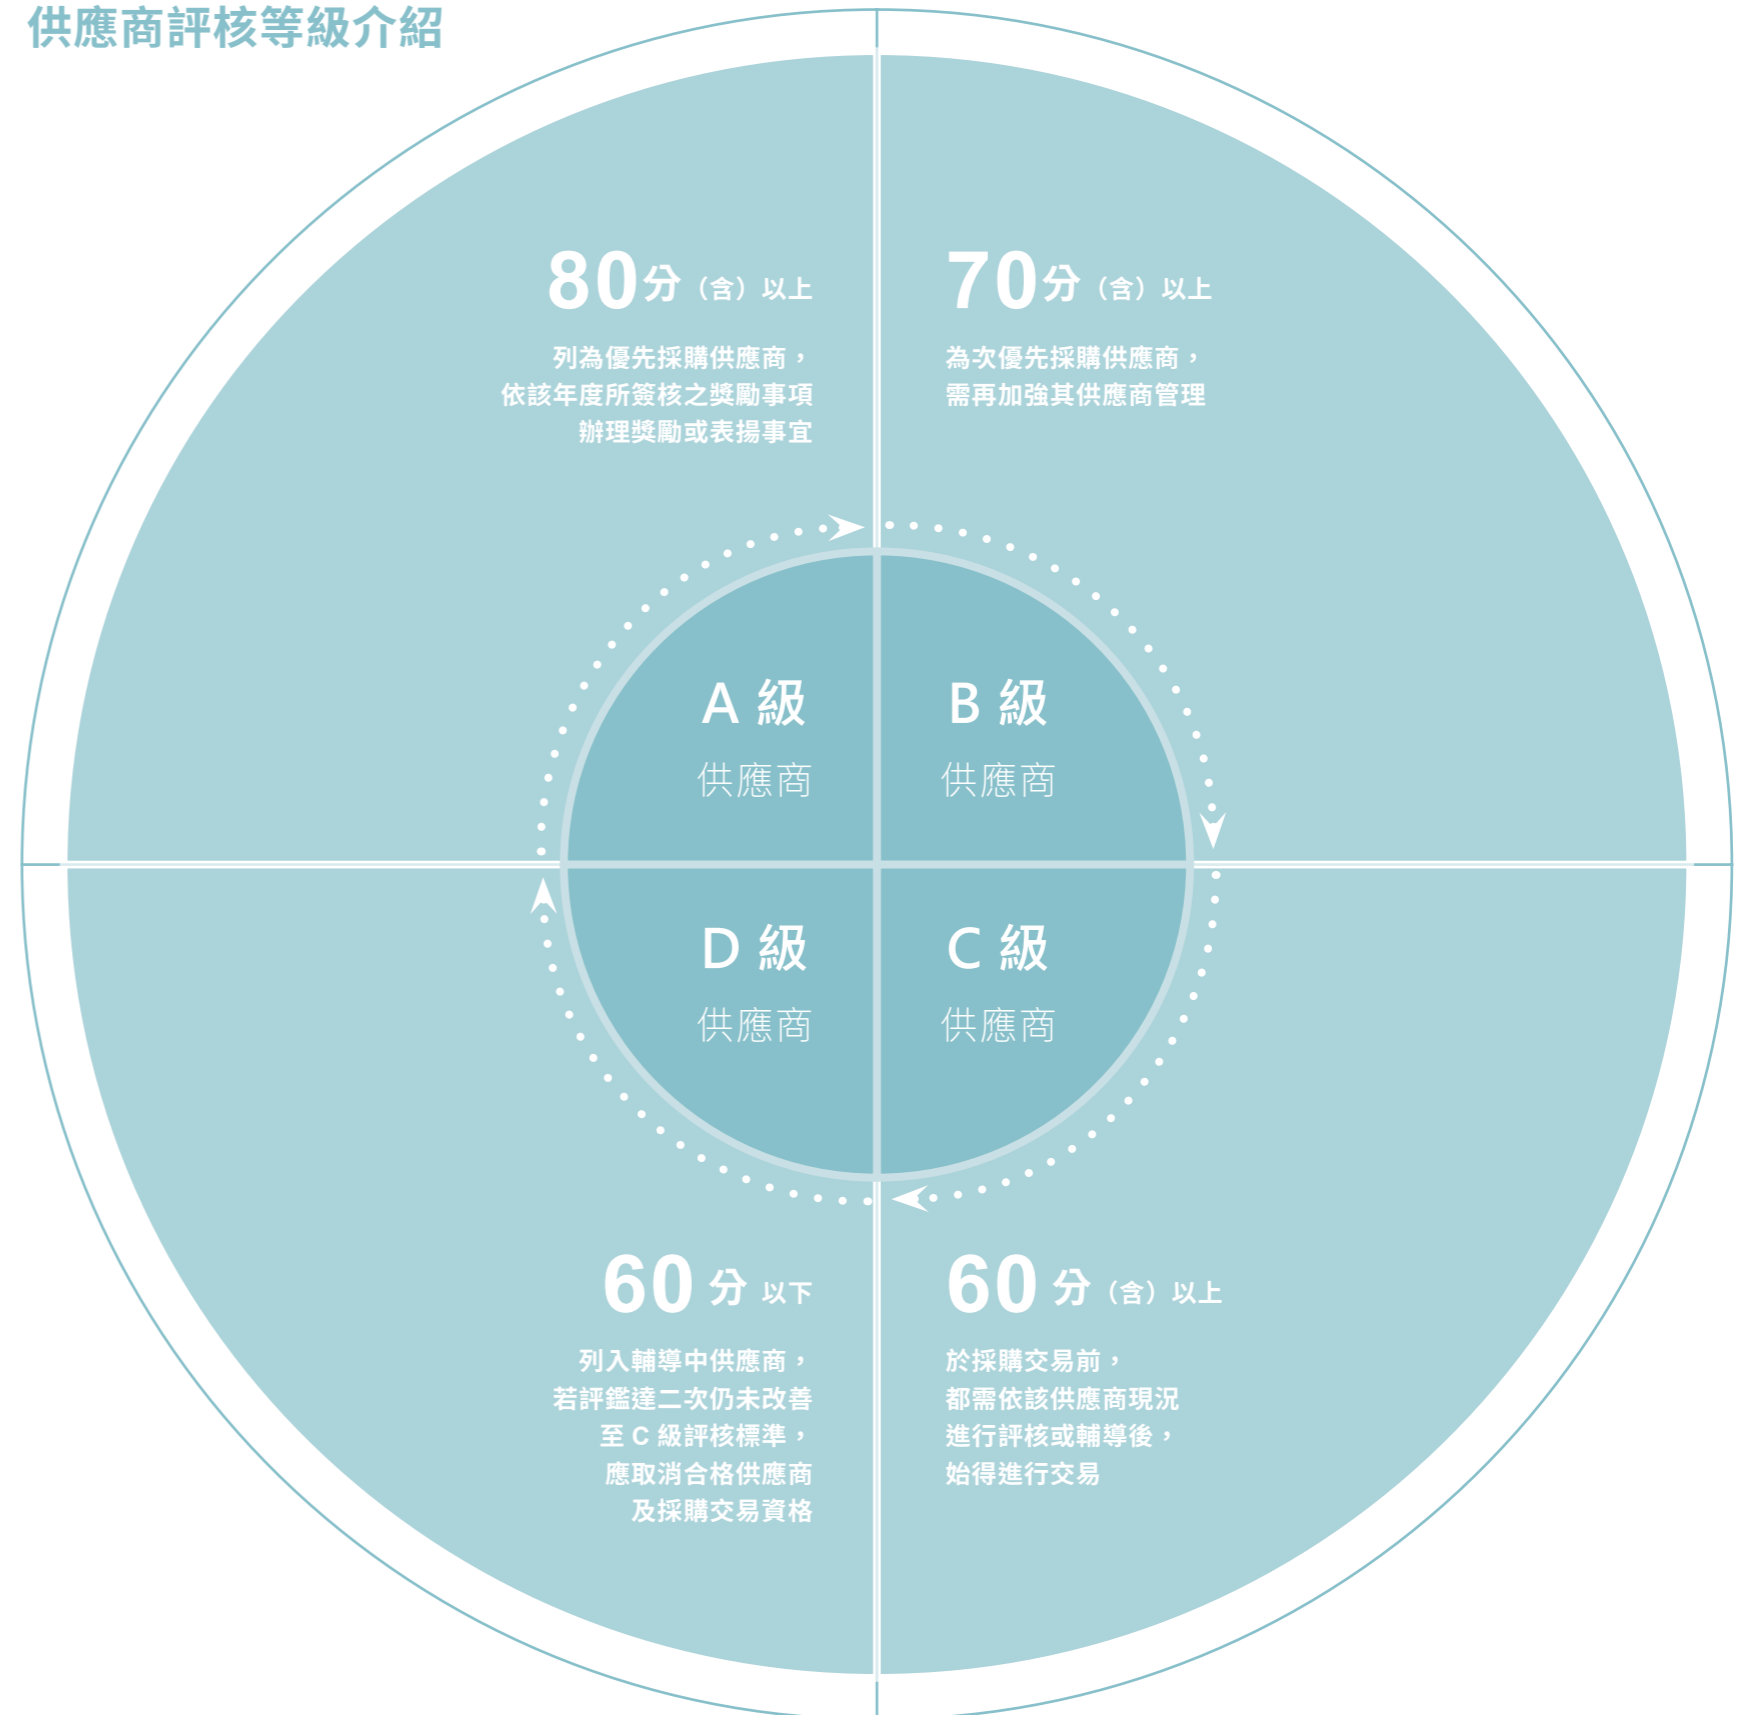 供應商評核等級介紹
80分（含）以上
列為優先採購供應商，
依該年度所簽核之獎勵事項
辦理獎勵或表揚事宜
70分（含）以上
為次優先採購供應商，
需再加強其供應商管理
A 級
供應商
B 級
供應商
D 級
供應商
C 級
供應商
60 分 以下
列入輔導中供應商，
若評鑑達二次仍未改善
至 C 級評核標準，
應取消合格供應商
及採購交易資格
60 分（含）以上
於採購交易前，
都需依該供應商現況
進行評核或輔導後，
始得進行交易